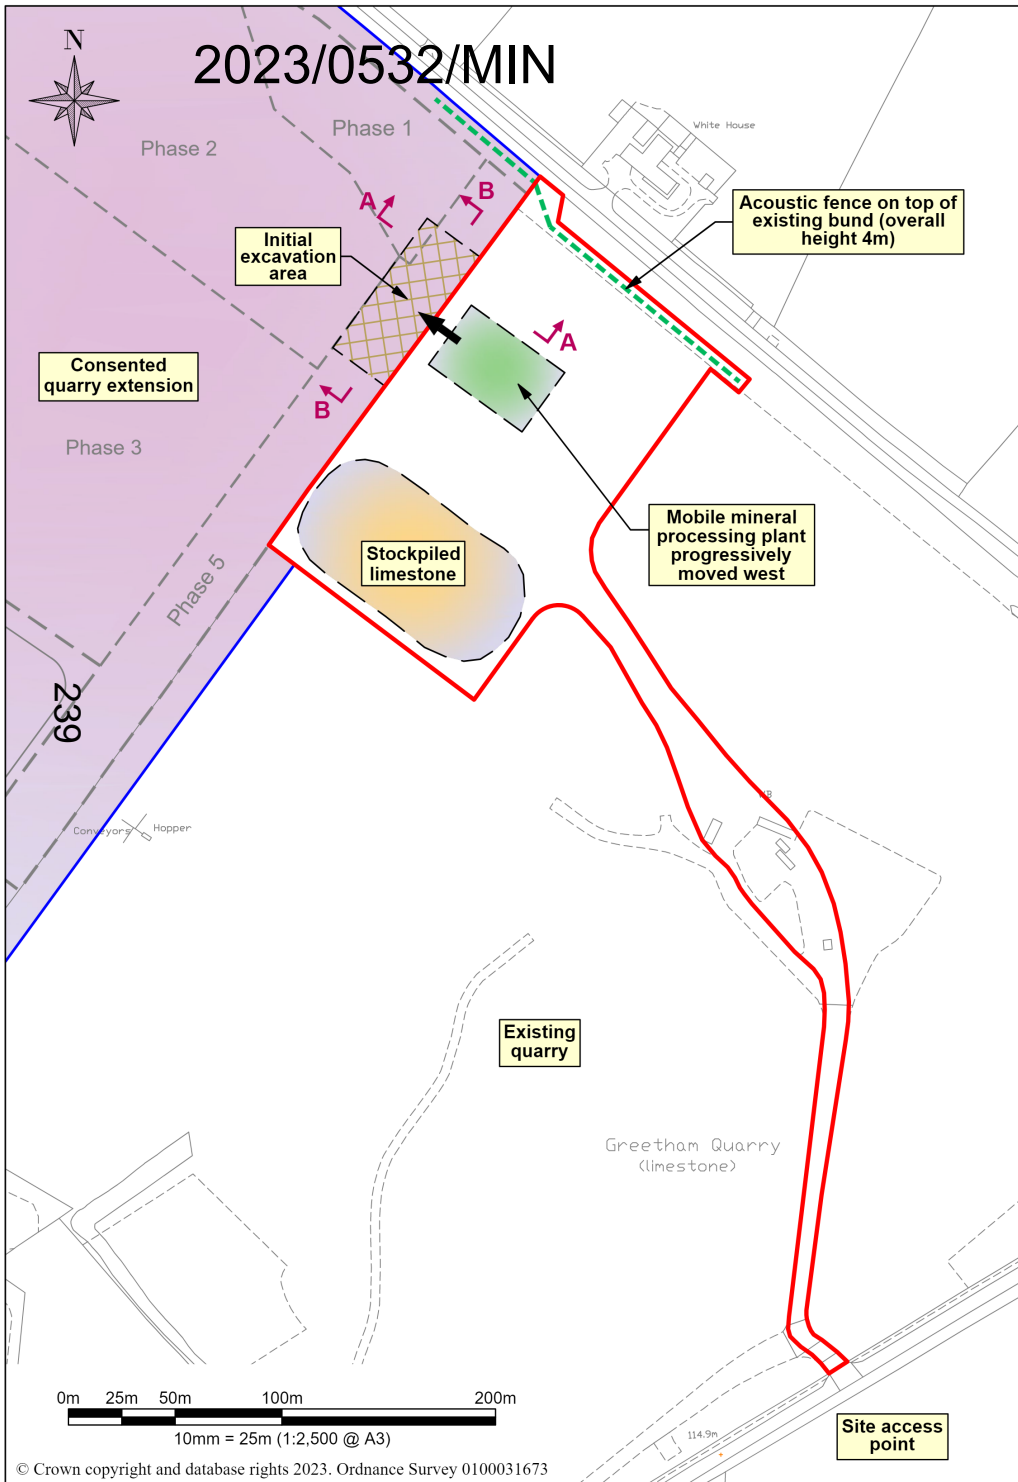 N
2023/0532/MIN
Phase 1
Phase 2
White House
A
B
Acoustic fence on top of
existing bund (overall
height 4m)
Initial
excavation
area
A
Consented
quarry extension
B
Phase 3
Mobile mineral
processing plant
progressively
moved west
Stockpiled
limestone
Phase 5
239
WB
Conveyors
Hopper
Existing
quarry
Greetham Quarry
(limestone)
0m 25m 50m 100m 200m
10mm = 25m (1:2,500 @ A3)
114.9m
Site access
point
© Crown copyright and database rights 2023. Ordnance Survey 0100031673